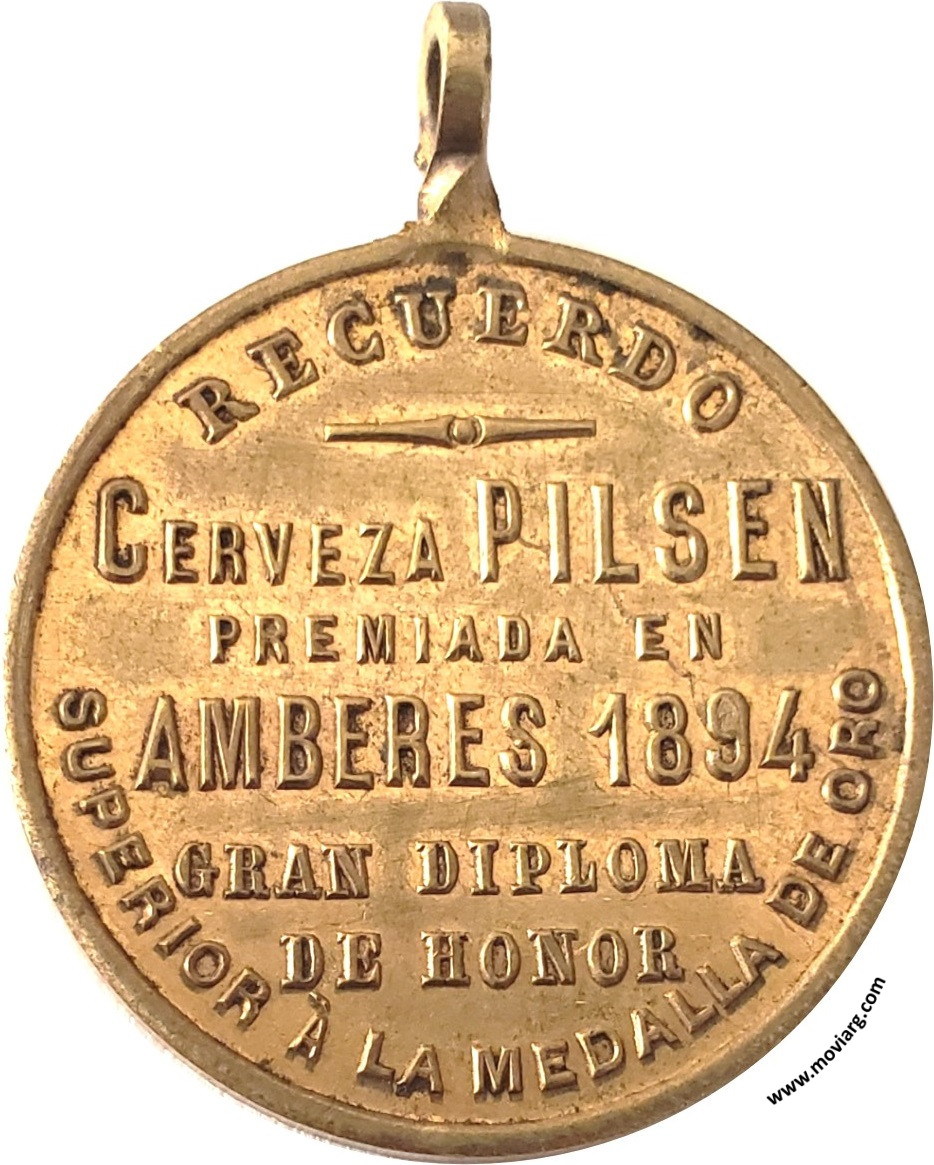 RECUERDO
CERVEZA PILSEN
PREMIADA EN
AMBERES 1894
GRAN DIPLOMA
DE HONOR
SUPERIOR À LA MEDALLA DE ORO
www.moviarg.com